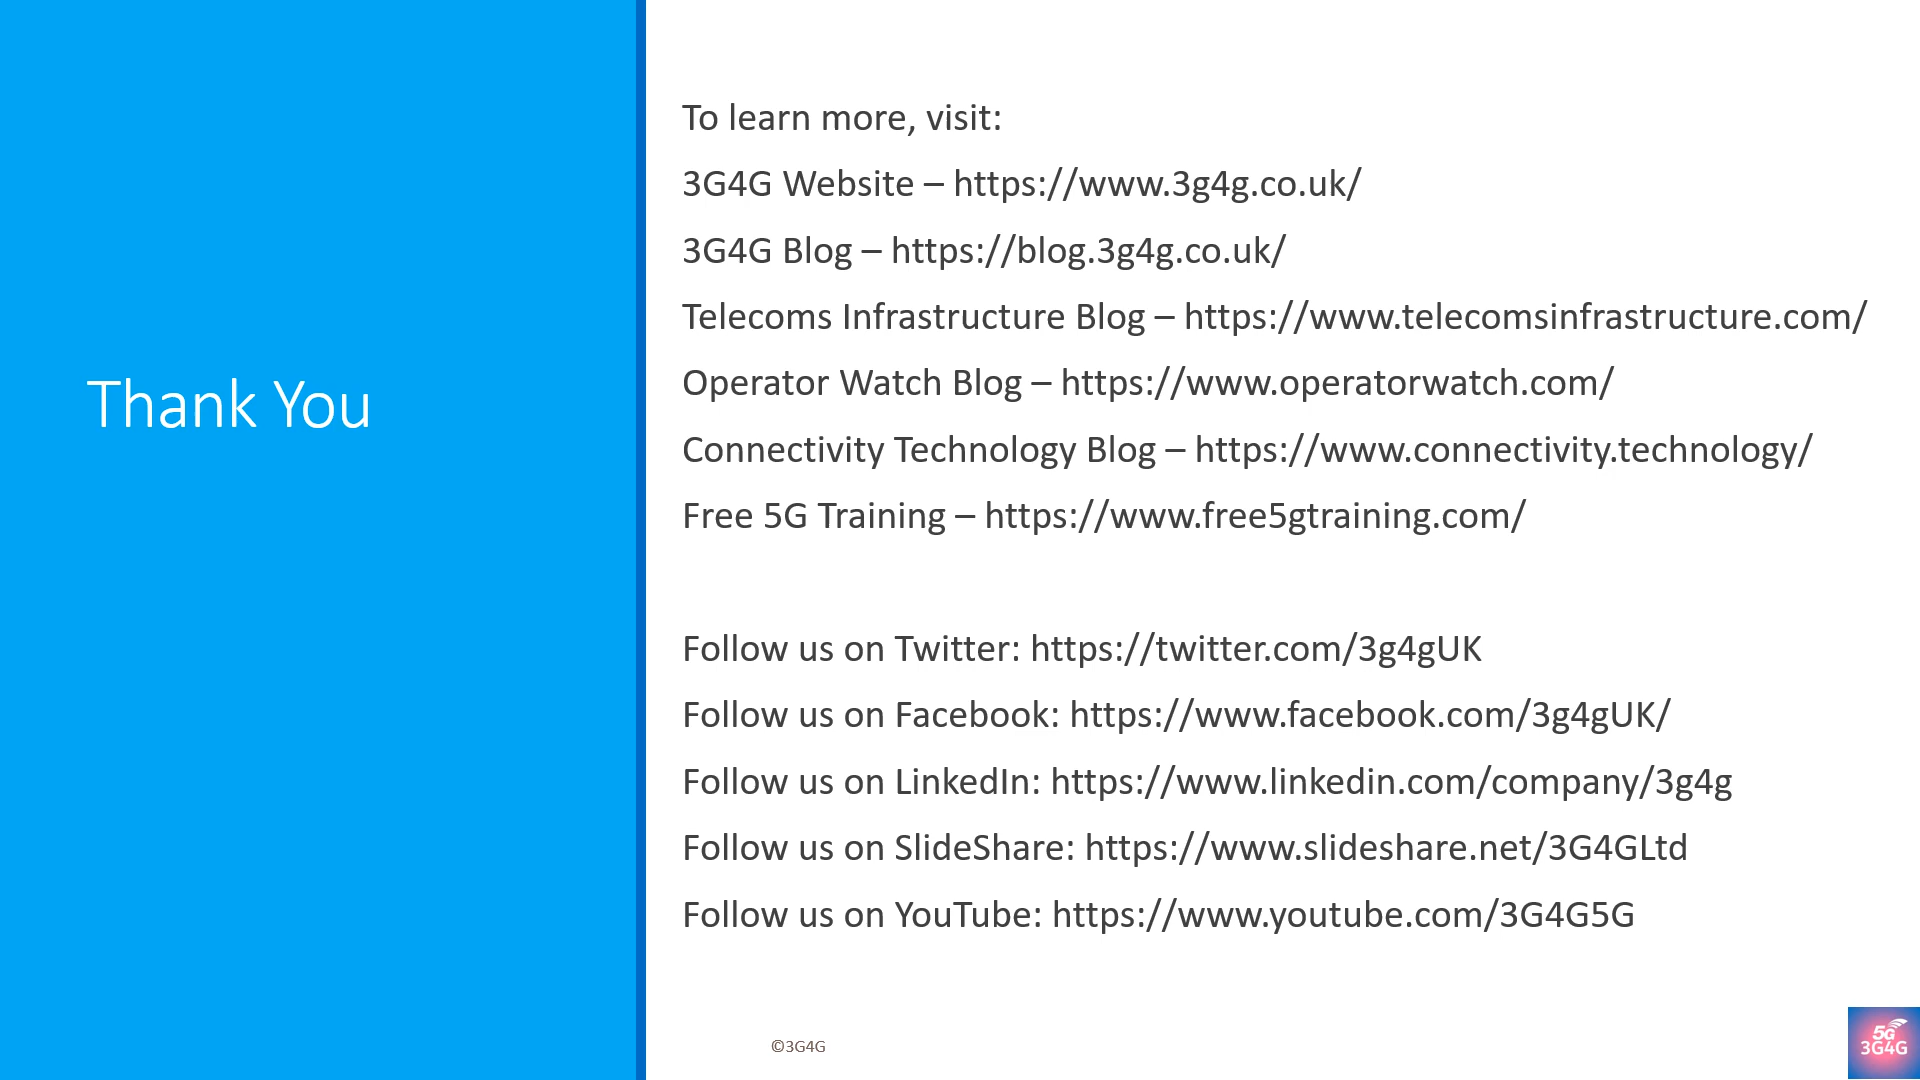 Thank You
To learn more, visit:
3G4G Website – https://www.3g4g.co.uk/
3G4G Blog – https://blog.3g4g.co.uk/
Telecoms Infrastructure Blog – https://www.telecomsinfrastructure.com/
Operator Watch Blog – https://www.operatorwatch.com/
Connectivity Technology Blog – https://www.connectivity.technology/
Free 5G Training – https://www.free5gtraining.com/
Follow us on Twitter: https://twitter.com/3g4gUK
Follow us on Facebook: https://www.facebook.com/3g4gUK/
Follow us on LinkedIn: https://www.linkedin.com/company/3g4g
Follow us on SlideShare: https://www.slideshare.net/3G4GLtd
Follow us on YouTube: https://www.youtube.com/3G4G5G
©3G4G
5G
3G4G